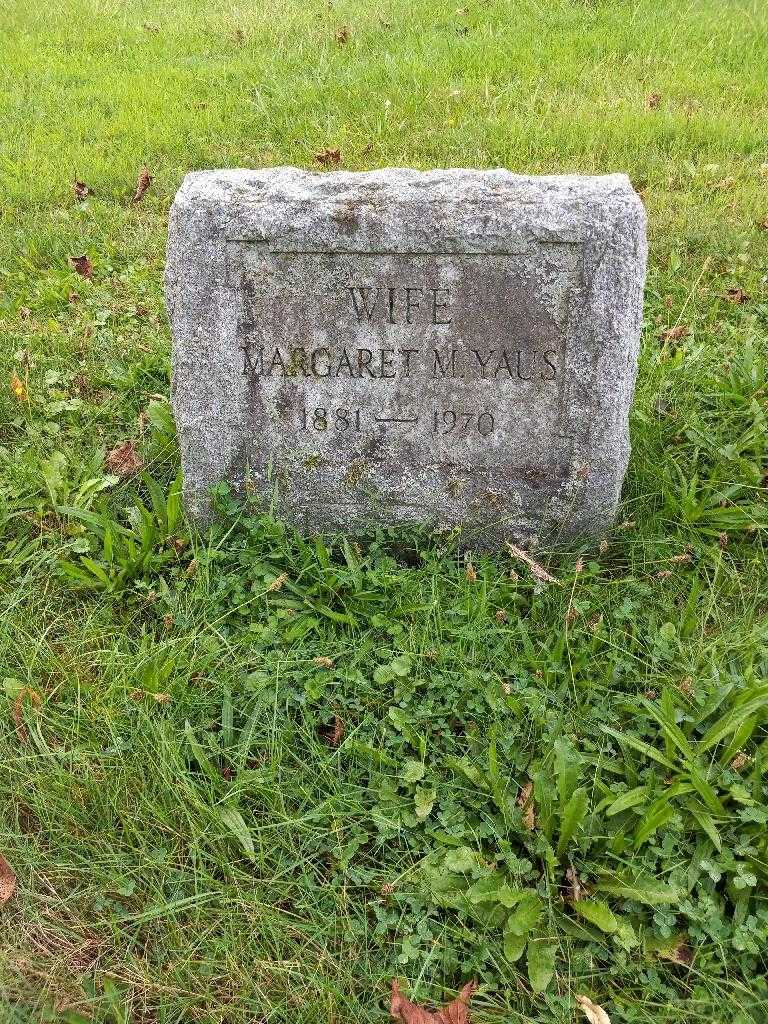 WIFE
MARGARET M. YAUS
1881 — 1970